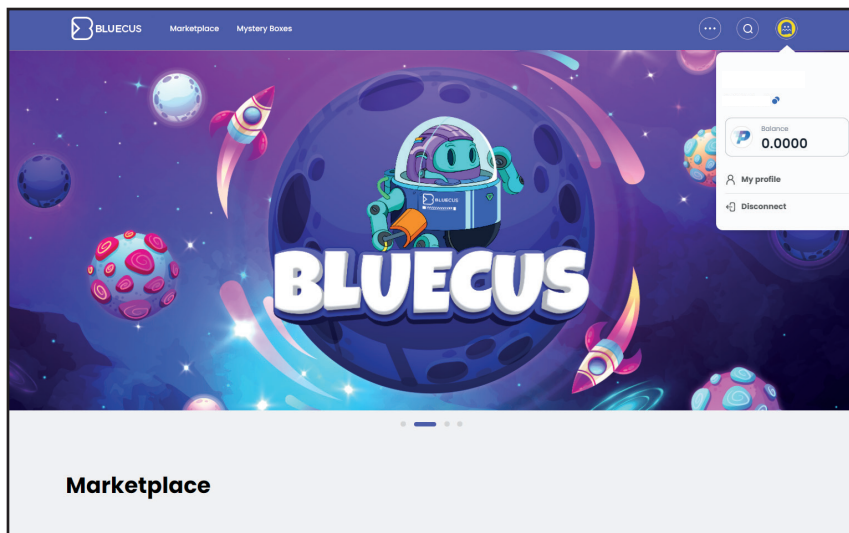 BLUECUS Marketplace Mystery Boxes
Balance
0.0000
My profile
Disconnect
BLUECUS
BLUECUS
Marketplace